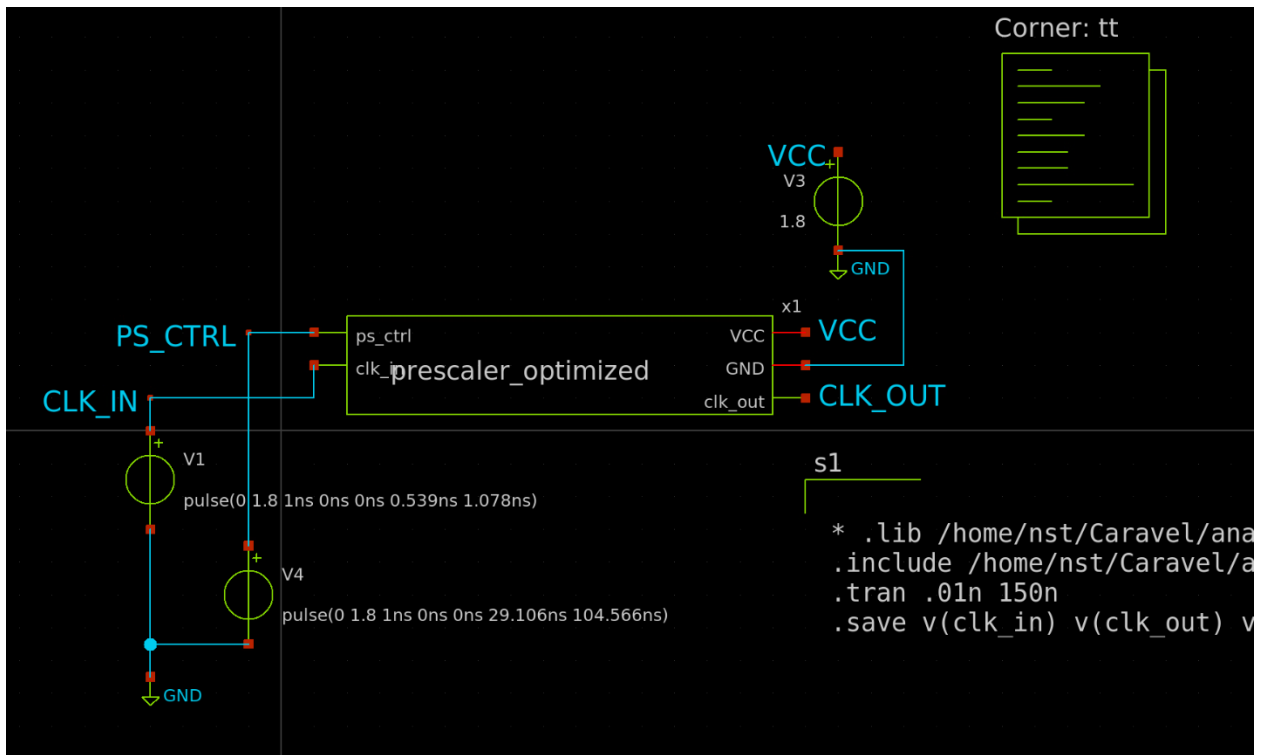 Corner: tt
VCC
+
V3
1.8
GND
x1
PS_CTRL
ps_ctrl
VCC
VCC
clk_in
prescaler_optimized
GND
CLK_IN
clk_out
CLK_OUT
+
V1
pulse(0 1.8 1ns 0ns 0ns 0.539ns 1.078ns)
s1
+
V4
pulse(0 1.8 1ns 0ns 0ns 29.106ns 104.566ns)
GND
* .lib /home/nst/Caravel/ana
.include /home/nst/Caravel/a
.tran .01n 150n
.save v(clk_in) v(clk_out) v